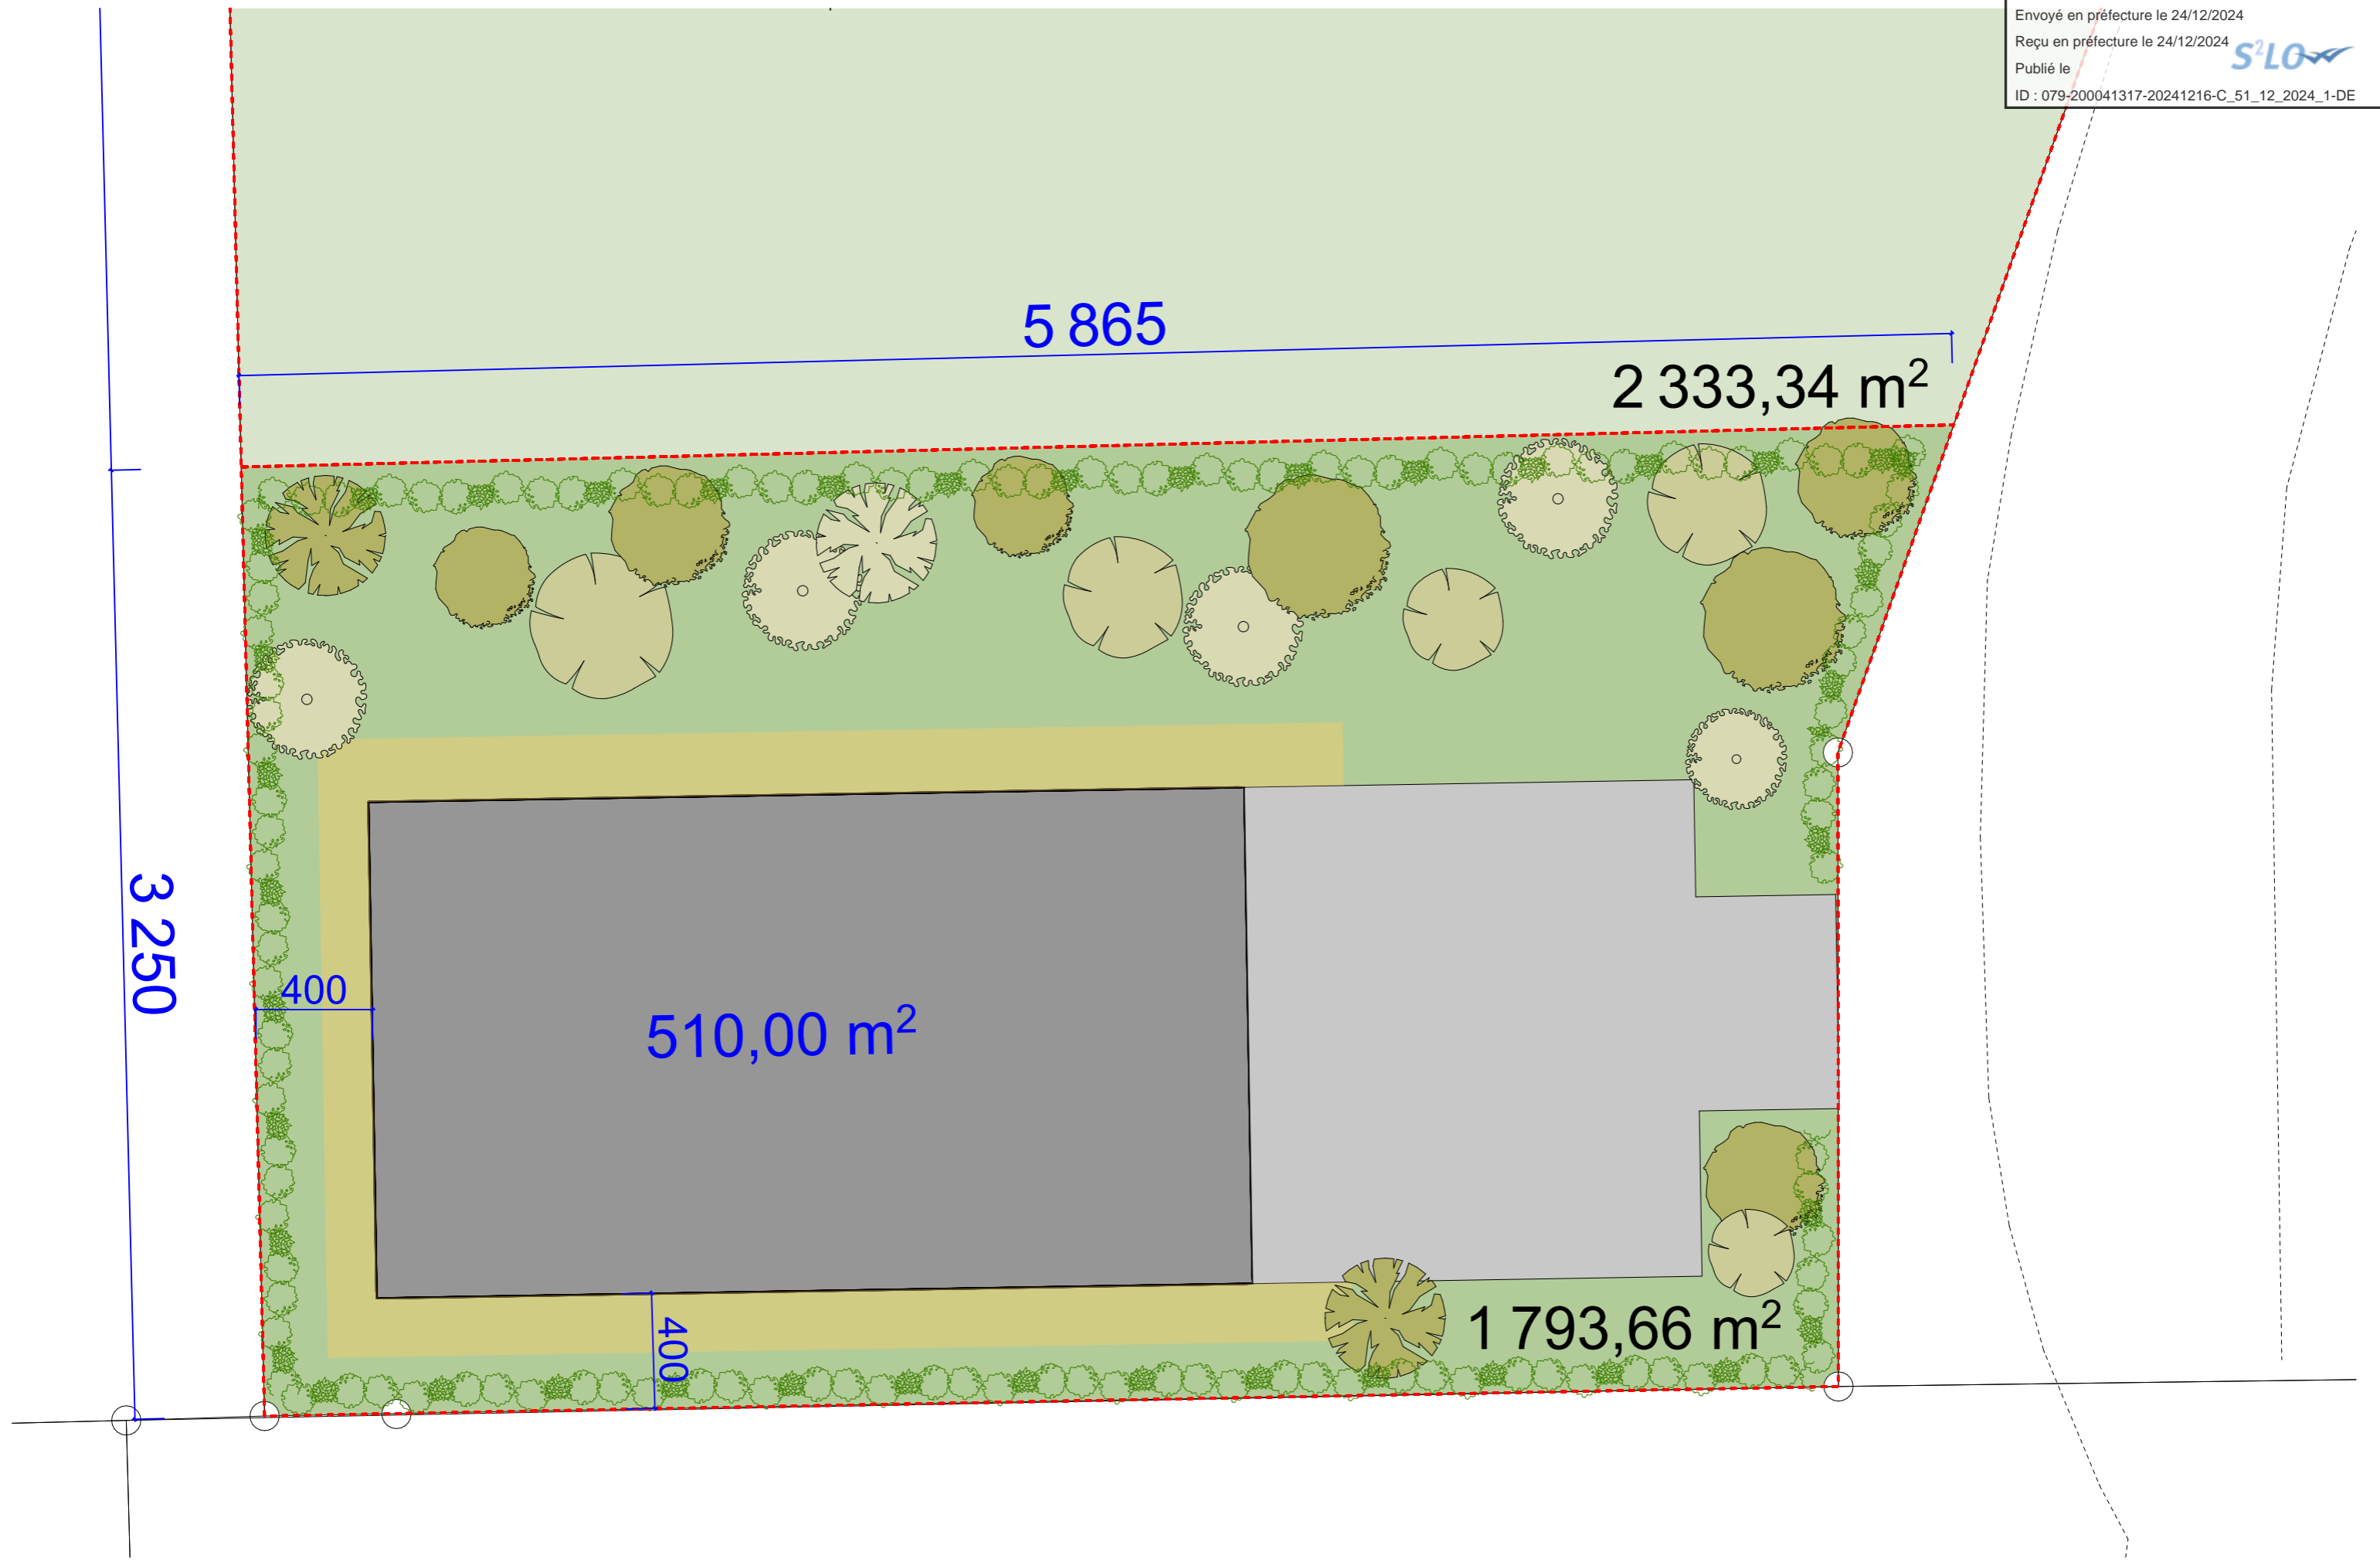 Envoyé en préfecture le 24/12/2024
Reçu en préfecture le 24/12/2024
S²LO
Publié le
ID : 079-200041317-20241216-C_51_12_2024_1-DE
5 865
2 333,34 m²
3 250
400
510,00 m²
400
1 793,66 m²